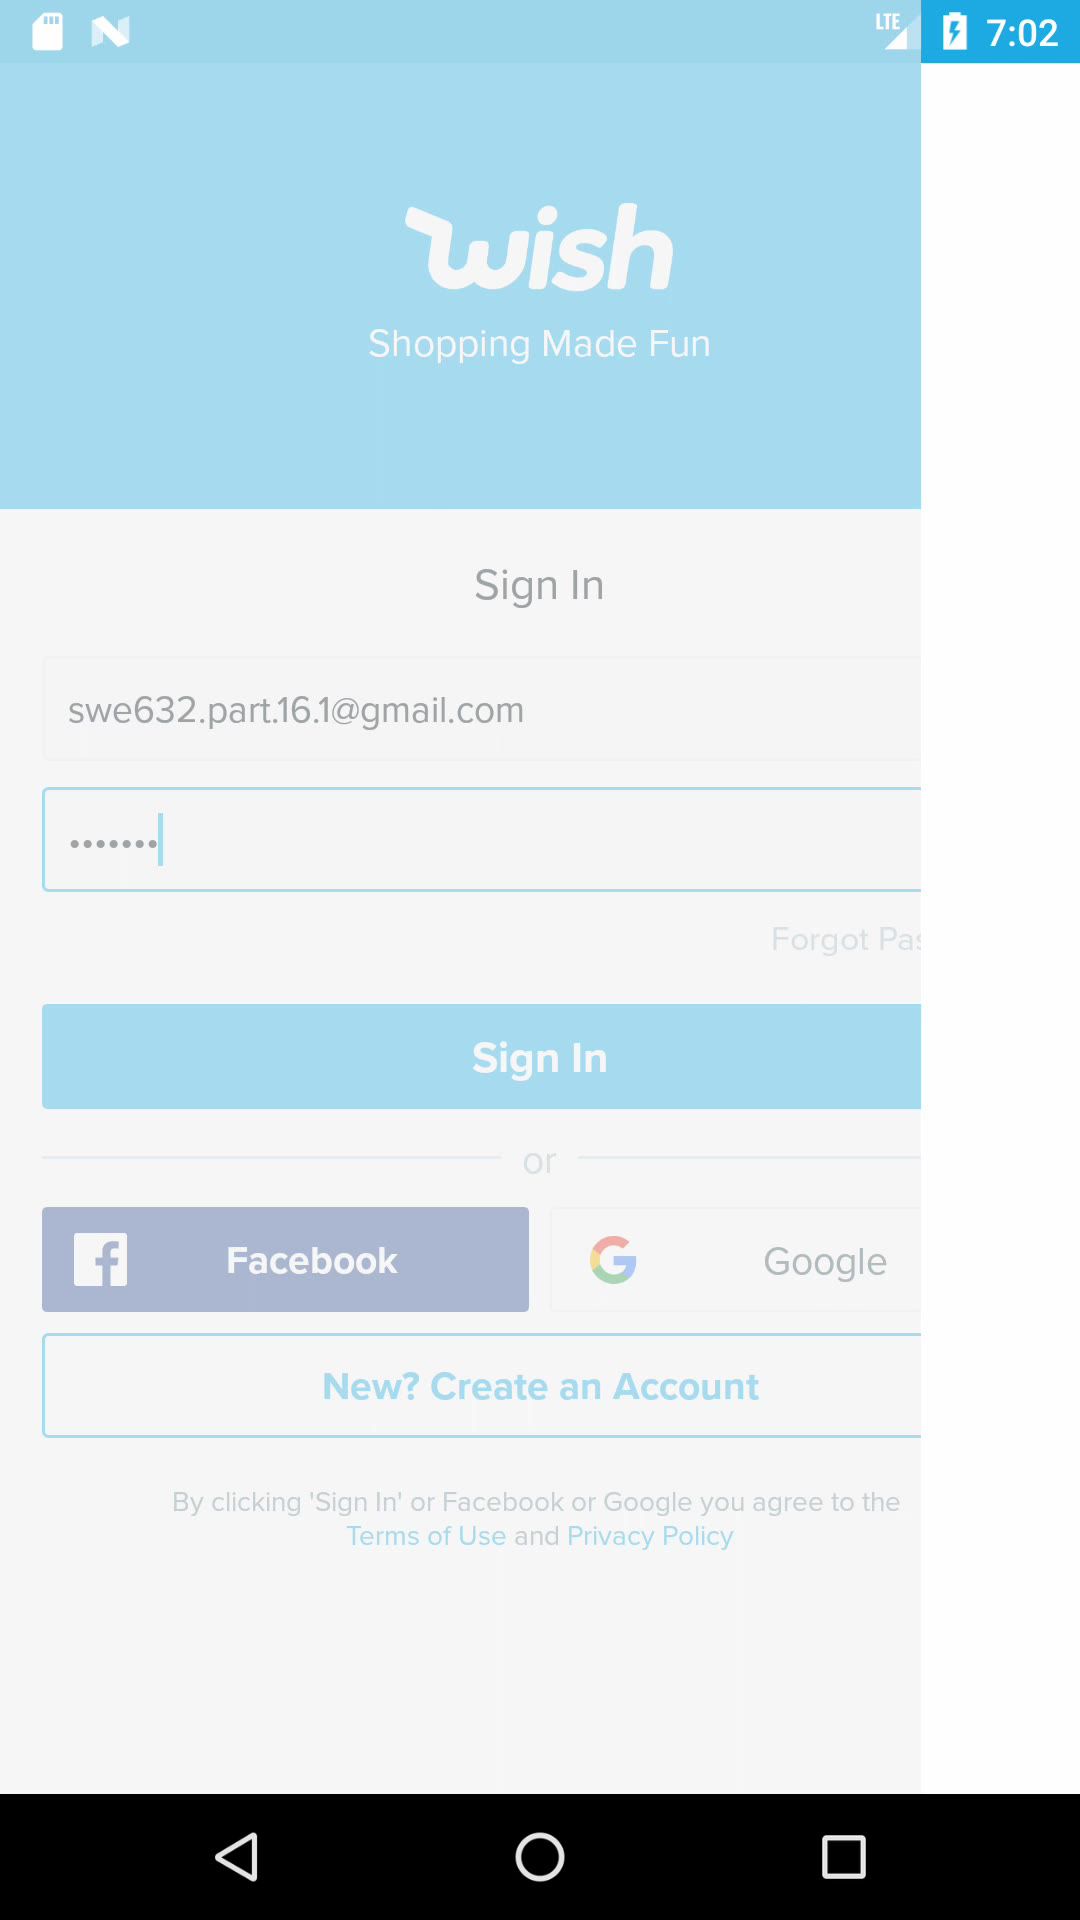 LTE 7:02
wish
Shopping Made Fun
Sign In
swe632.part.16.1@gmail.com
•••••••
Forgot Pas
Sign In
or
Facebook
Google
New? Create an Account
By clicking 'Sign In' or Facebook or Google you agree to the
Terms of Use and Privacy Policy